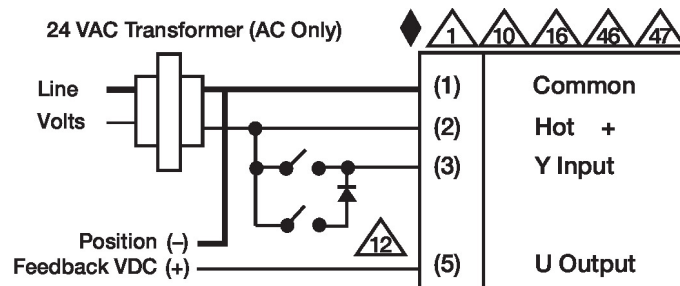 24 VAC Transformer (AC Only)
1 10 16 46 47
Line
Volts
(1) Common
(2) Hot +
(3) Y Input
12
Position (–)
Feedback VDC (+)
(5) U Output